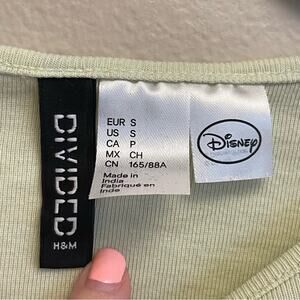 DIVIDED
H&M
EUR S
US S
CA P
MX CH
CN 165/88A
Made in
India
Fabriqué en
Inde
Disney